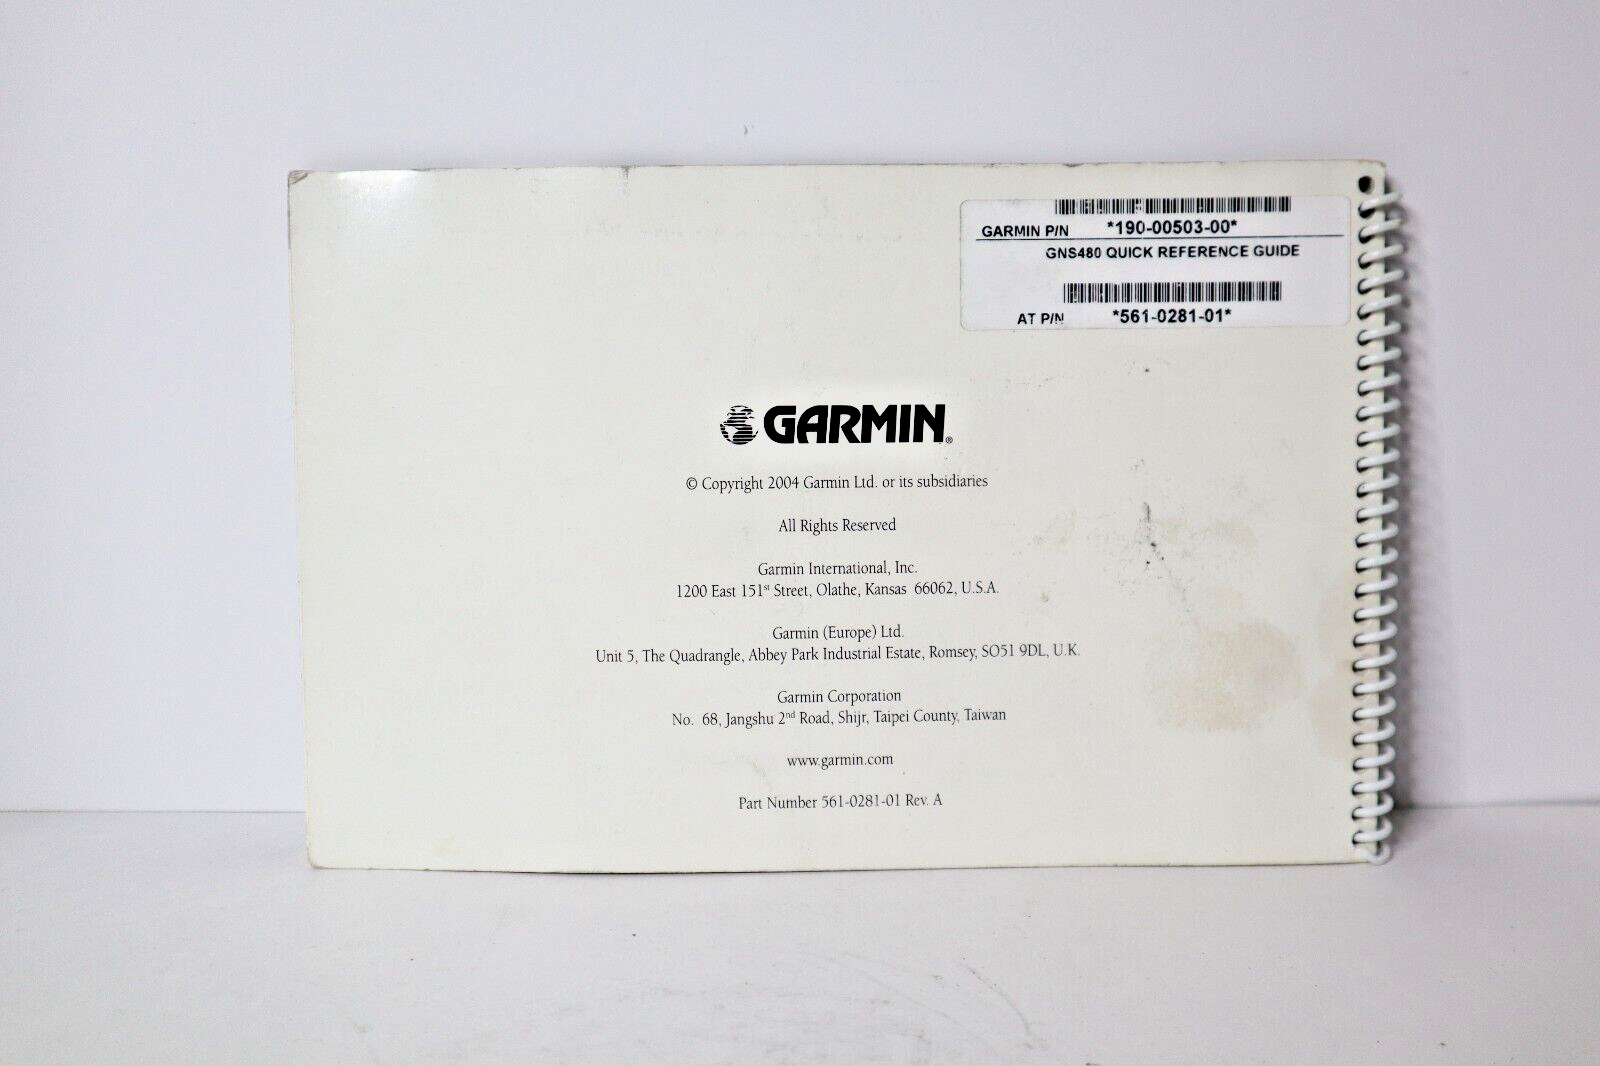 GARMIN P/N *190-00503-00*
GNS480 QUICK REFERENCE GUIDE
AT P/N *561-0281-01*
GARMIN®
© Copyright 2004 Garmin Ltd. or its subsidiaries
All Rights Reserved
Garmin International, Inc.
1200 East 151st Street, Olathe, Kansas 66062, U.S.A.
Garmin (Europe) Ltd.
Unit 5, The Quadrangle, Abbey Park Industrial Estate, Romsey, SO51 9DL, U.K.
Garmin Corporation
No. 68, Jangshu 2nd Road, Shijr, Taipei County, Taiwan
www.garmin.com
Part Number 561-0281-01 Rev. A